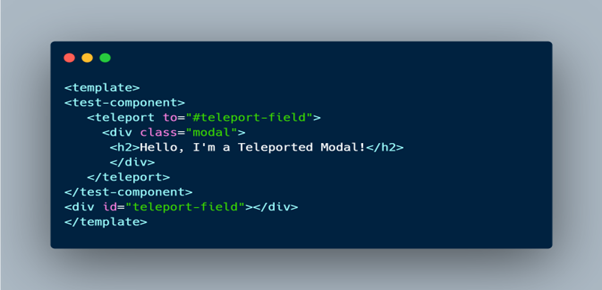 <template>
<test-component>
<teleport to="#teleport-field">
<div class="modal">
<h2>Hello, I'm a Teleported Modal!</h2>
</div>
</teleport>
</test-component>
<div id="teleport-field"></div>
</template>